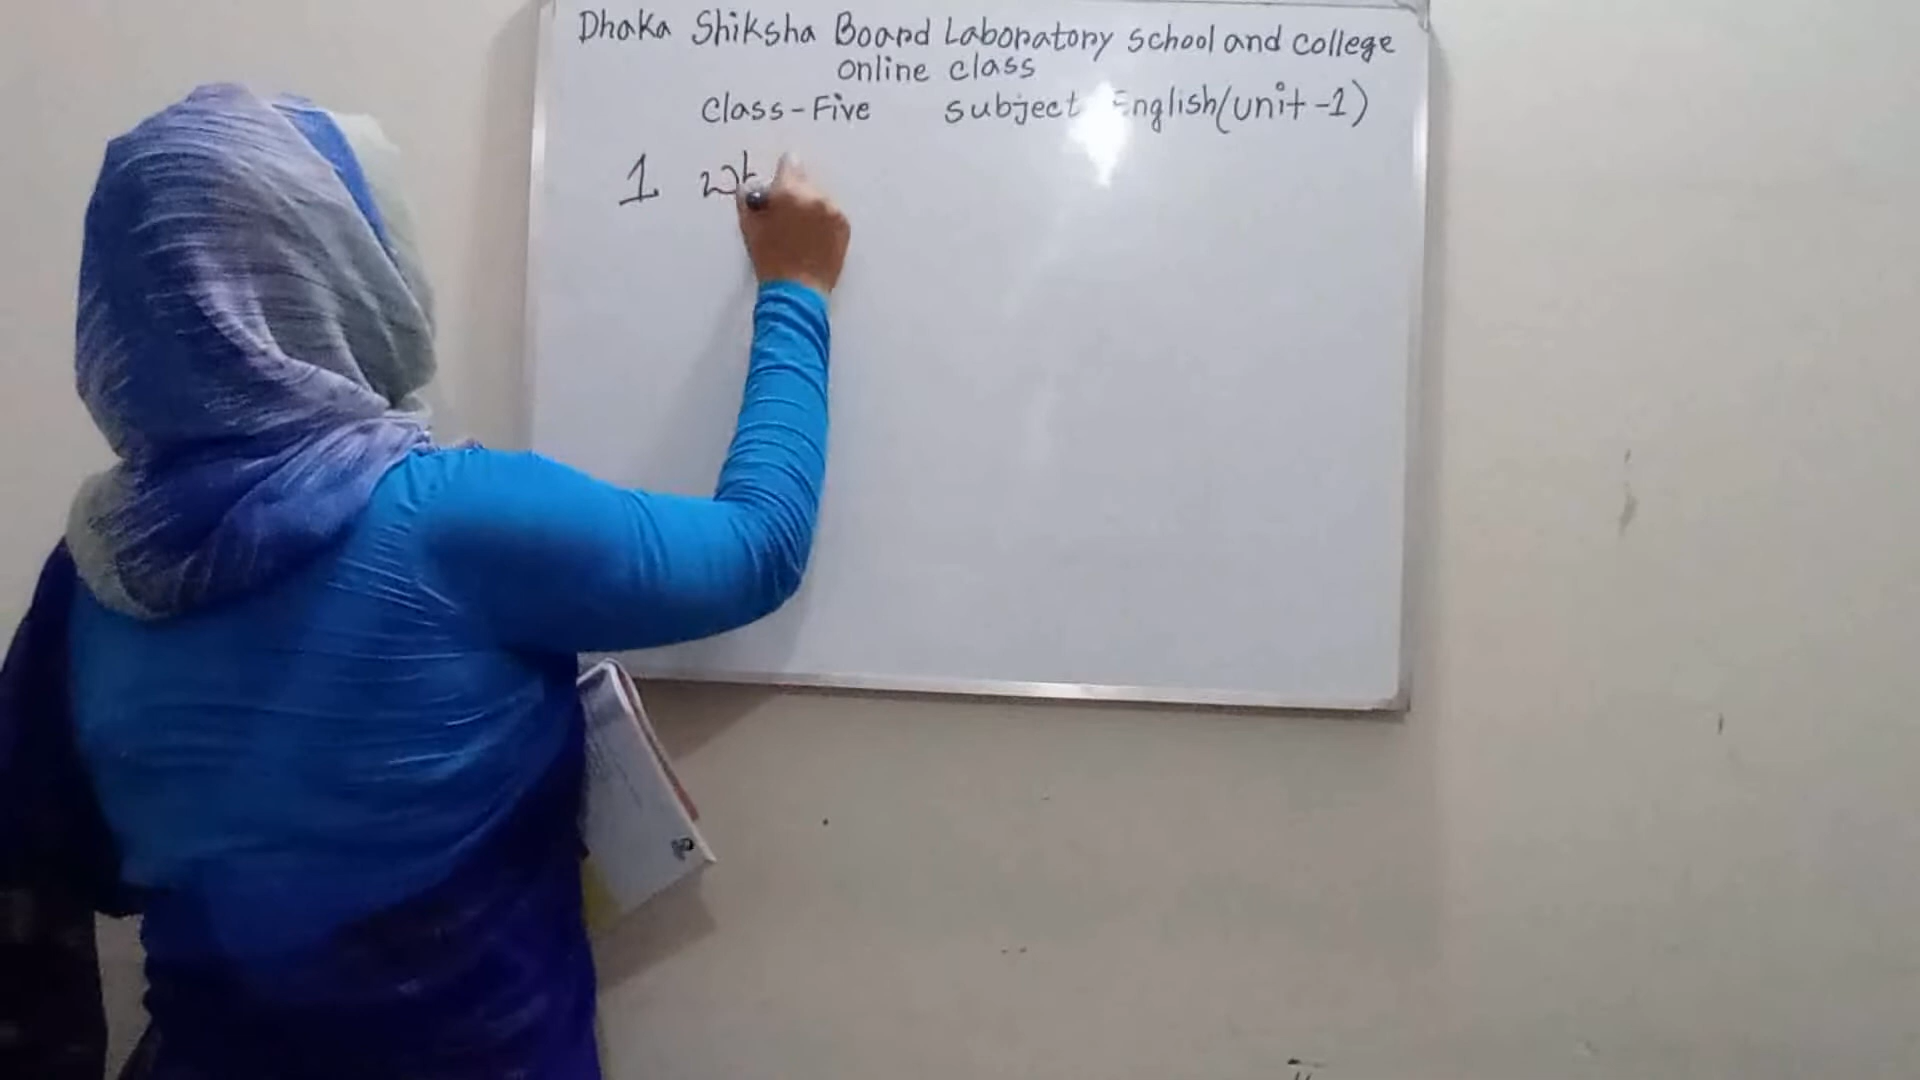 Dhaka Shiksha Board Laboratory school and college
online class
Class-Five subject English(unit-1)
1 wh